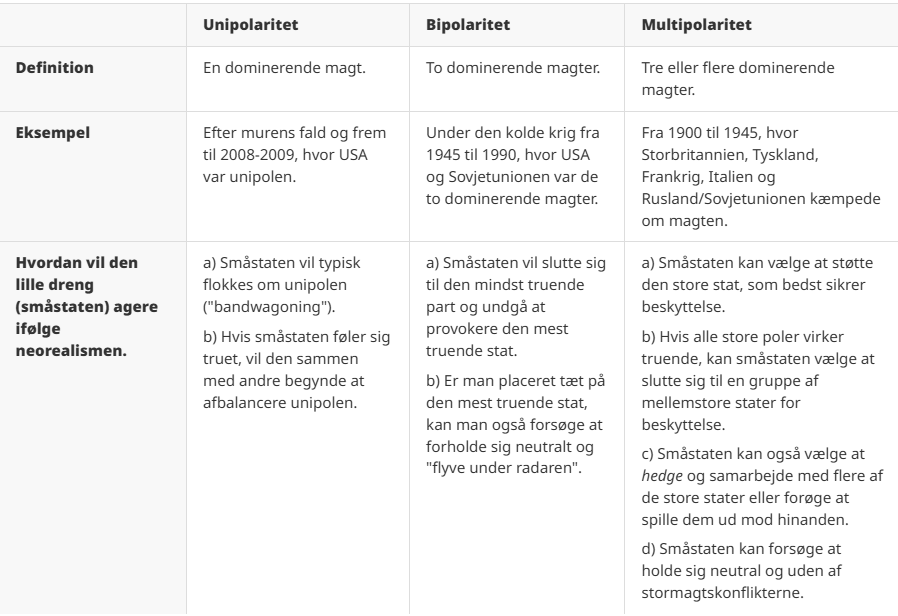 Unipolaritet
Bipolaritet
Multipolaritet
Definition
En dominerende magt.
To dominerende magter.
Tre eller flere dominerende
magter.
Eksempel
Efter murens fald og frem
til 2008-2009, hvor USA
var unipolen.
Under den kolde krig fra
1945 til 1990, hvor USA
og Sovjetunionen var de
to dominerende magter.
Fra 1900 til 1945, hvor
Storbritannien, Tyskland,
Frankrig, Italien og
Rusland/Sovjetunionen kæmpede
om magten.
Hvordan vil den
lille dreng
(småstaten) agere
ifølge
neorealismen.
a) Småstaten vil typisk
flokkes om unipolen
("bandwagoning").
b) Hvis småstaten føler sig
truet, vil den sammen
med andre begynde at
afbalancere unipolen.
a) Småstaten vil slutte sig
til den mindst truende
part og undgå at
provokere den mest
truende stat.
b) Er man placeret tæt på
den mest truende stat,
kan man også forsøge at
forholde sig neutralt og
"flyve under radaren".
a) Småstaten kan vælge at støtte
den store stat, som bedst sikrer
beskyttelse.
b) Hvis alle store poler virker
truende, kan småstaten vælge at
slutte sig til en gruppe af
mellemstore stater for
beskyttelse.
c) Småstaten kan også vælge at
hedge og samarbejde med flere af
de store stater eller forøge at
spille dem ud mod hinanden.
d) Småstaten kan forsøge at
holde sig neutral og uden af
stormagtskonflikterne.